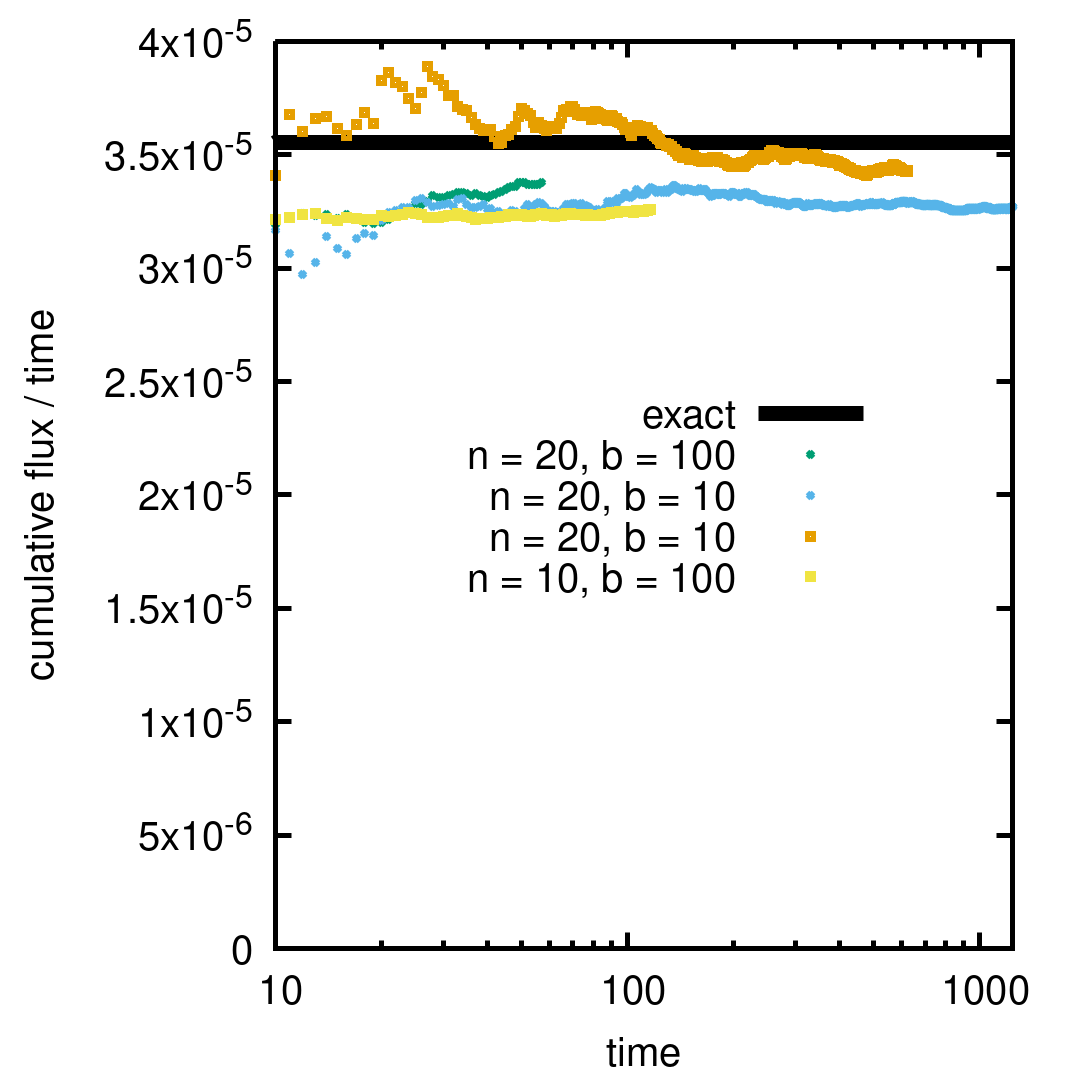 4x10-5
3.5x10-5
3x10-5
2.5x10-5
2x10-5
1.5x10-5
1x10-5
5x10-6
0
cumulative flux / time
exact
n = 20, b = 100
n = 20, b = 10
n = 20, b = 10
n = 10, b = 100
10
100
1000
time